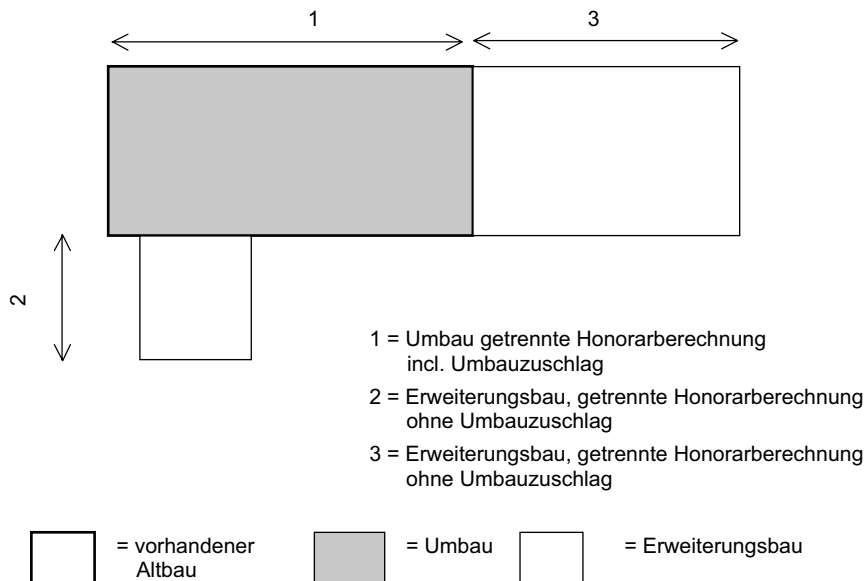 1
3
2
1 = Umbau getrennte Honorarberechnung
incl. Umbauzuschlag
2 = Erweiterungsbau, getrennte Honorarberechnung
ohne Umbauzuschlag
3 = Erweiterungsbau, getrennte Honorarberechnung
ohne Umbauzuschlag
= vorhandener
Altbau
= Umbau
= Erweiterungsbau